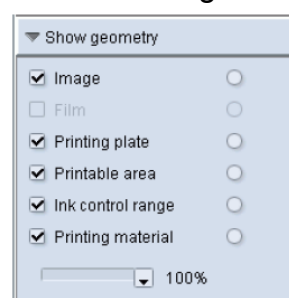 Show geometry
Image
Film
Printing plate
Printable area
Ink control range
Printing material
100%